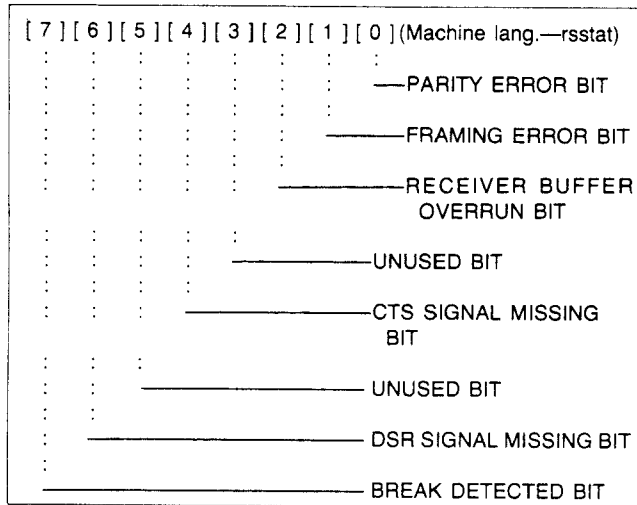 [ 7 ] [ 6 ] [ 5 ] [ 4 ] [ 3 ] [ 2 ] [ 1 ] [ 0 ] (Machine lang.—rsstat)
PARITY ERROR BIT
FRAMING ERROR BIT
RECEIVER BUFFER
OVERRUN BIT
UNUSED BIT
CTS SIGNAL MISSING
BIT
UNUSED BIT
DSR SIGNAL MISSING BIT
BREAK DETECTED BIT